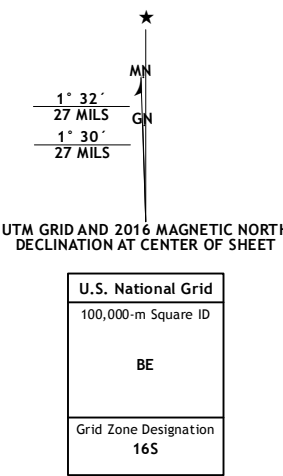 ★
MN
1° 32´
27 MILS
GN
1° 30´
27 MILS
UTM GRID AND 2016 MAGNETIC NORTH
DECLINATION AT CENTER OF SHEET
U.S. National Grid
100,000-m Square ID
BE
Grid Zone Designation
16S